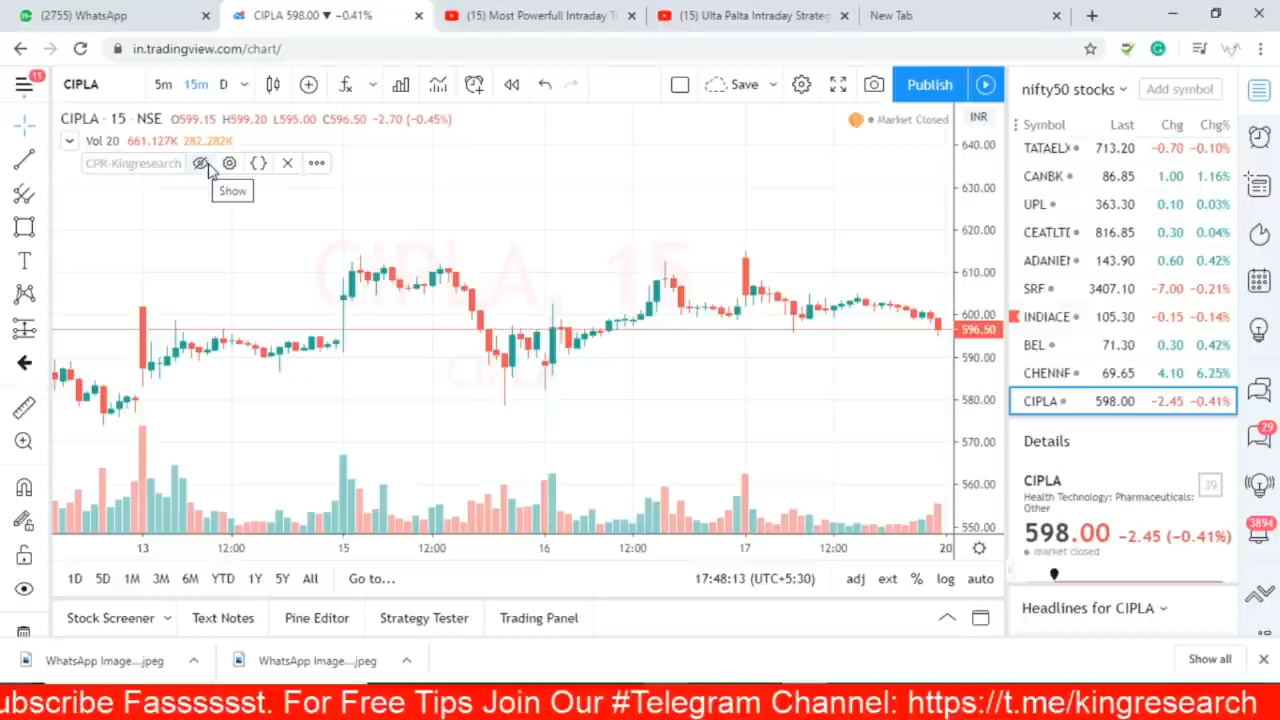 (2755) WhatsApp
CIPLA 598.00 ▼ −0.41%
(15) Most Powerfull Intraday T
(15) Ulta Palta Intraday Strateg
New Tab
in.tradingview.com/chart/
15
CIPLA
5m 15m D
Save
Publish
nifty50 stocks
Add symbol
CIPLA · 15 · NSE O599.15 H599.20 L595.00 C596.50 −2.70 (−0.45%)
Market Closed
INR
Vol 20 661.127K 282.282K
CPR-Kingresearch
Show
CIPLA, 15
CIPLA
640.00
630.00
620.00
610.00
600.00
596.50
590.00
580.00
570.00
560.00
550.00
13 12:00 15 12:00 16 12:00 17 12:00 20
Symbol Last Chg Chg%
TATAELX 713.20 −0.70 −0.10%
CANBK 86.85 1.00 1.16%
UPL 363.30 0.10 0.03%
CEATLTD 816.85 0.30 0.04%
ADANIEI 143.90 0.60 0.42%
SRF 3407.10 −7.00 −0.21%
INDIACE 105.30 −0.15 −0.14%
BEL 71.30 0.30 0.42%
CHENNP 69.65 4.10 6.25%
CIPLA 598.00 −2.45 −0.41%
Details
CIPLA
39
Health Technology: Pharmaceuticals:
Other
598.00 −2.45 (−0.41%)
market closed
Headlines for CIPLA
29
3894
1D 5D 1M 3M 6M YTD 1Y 5Y All Go to...
17:48:13 (UTC+5:30) adj ext % log auto
Stock Screener Text Notes Pine Editor Strategy Tester Trading Panel
WhatsApp Image....jpeg
WhatsApp Image....jpeg
Show all
ubscribe Fasssssst. For Free Tips Join Our #Telegram Channel: https://t.me/kingresearch